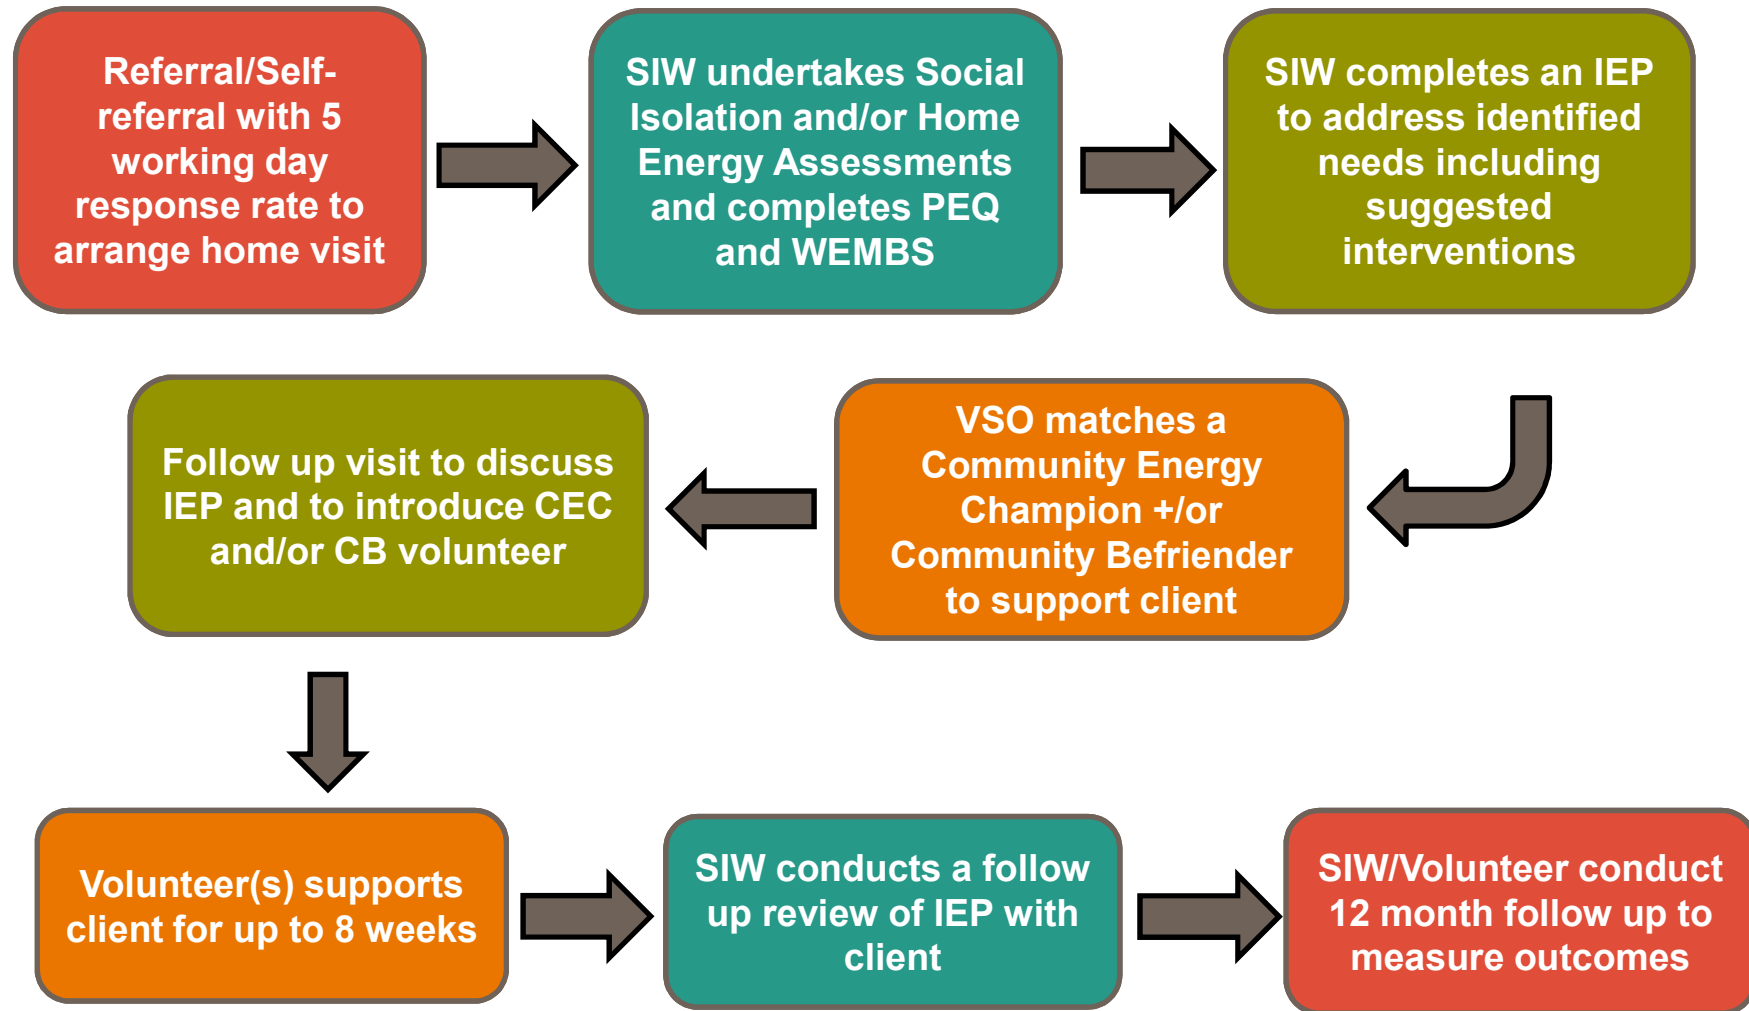 Referral/Self-
referral with 5
working day
response rate to
arrange home visit
SIW undertakes Social
Isolation and/or Home
Energy Assessments
and completes PEQ
and WEMBS
SIW completes an IEP
to address identified
needs including
suggested
interventions
VSO matches a
Community Energy
Champion +/or
Community Befriender
to support client
Follow up visit to discuss
IEP and to introduce CEC
and/or CB volunteer
Volunteer(s) supports
client for up to 8 weeks
SIW conducts a follow
up review of IEP with
client
SIW/Volunteer conduct
12 month follow up to
measure outcomes